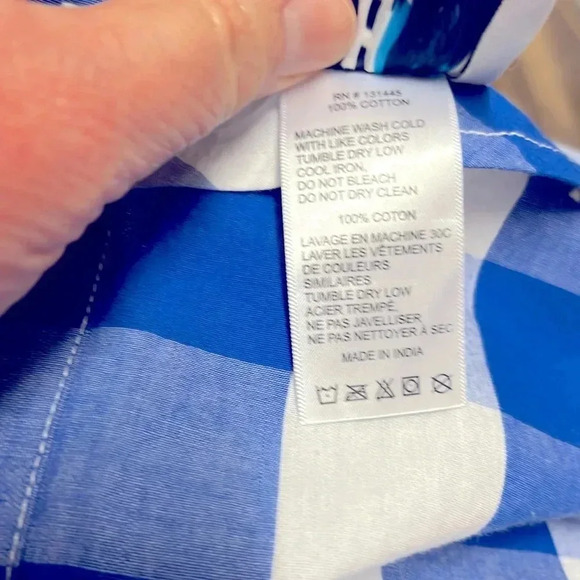 RN # 131445
100% COTTON
MACHINE WASH COLD
WITH LIKE COLORS
TUMBLE DRY LOW
COOL IRON,
DO NOT BLEACH
DO NOT DRY CLEAN
100% COTON
LAVAGE EN MACHINE 30C
LAVER LES VÊTEMENTS
DE COULEURS
SIMILAIRES
TUMBLE DRY LOW
ACIER TREMPÉ
NE PAS JAVELLISER
NE PAS NETTOYER À SEC
MADE IN INDIA